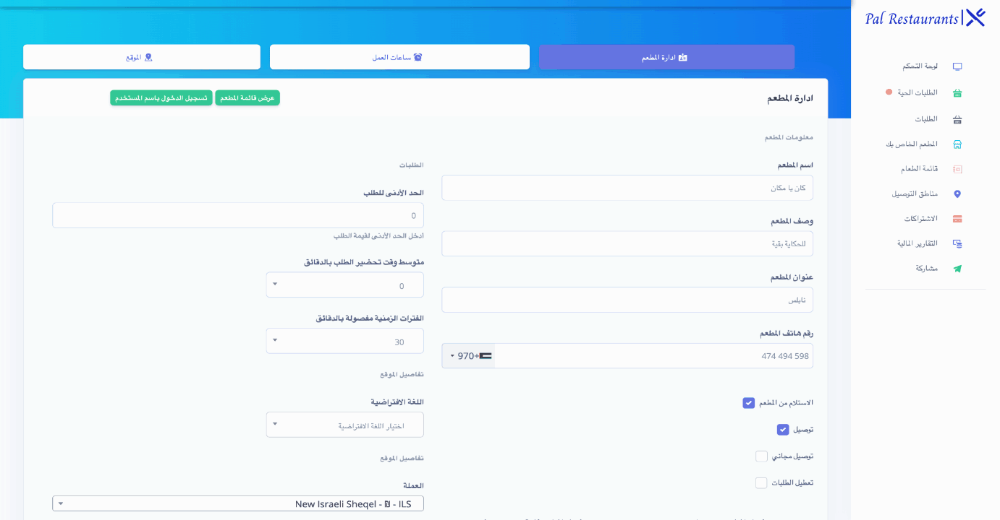 Pal Restaurants
لوحة التحكم
الطلبات الحية
الطلبات
المطعم الخاص بك
قائمة الطعام
مناطق التوصيل
الاشتراكات
التقارير المالية
مشاركة
ادارة المطعم
ساعات العمل
الموقع
ادارة المطعم
عرض قائمة المطعم
تسجيل الدخول باسم المستخدم
معلومات المطعم
اسم المطعم
كان يا مكان
وصف المطعم
للحكاية بقية
عنوان المطعم
نابلس
رقم هاتف المطعم
+970
474 494 598
الاستلام من المطعم
توصيل
توصيل مجاني
تعطيل الطلبات
الطلبات
الحد الأدنى للطلب
0
أدخل الحد الأدنى لقيمة الطلب
متوسط وقت تحضير الطلب بالدقائق
0
الفترات الزمنية مفصولة بالدقائق
30
تفاصيل الموقع
اللغة الافتراضية
اختيار اللغة الافتراضية
تفاصيل الموقع
العملة
New Israeli Sheqel - ₪ - ILS